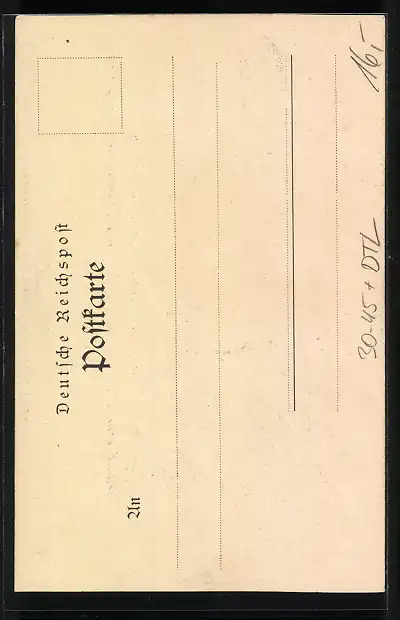 Deutsche Reichspost
Postkarte
An
30-45 + DTL
16,-